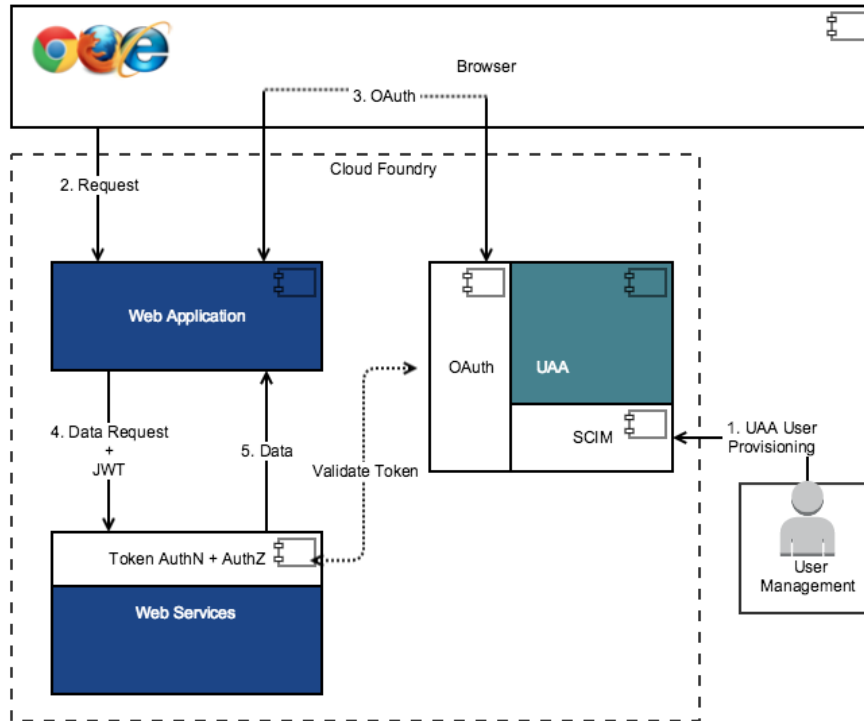 Browser
3. OAuth
Cloud Foundry
2. Request
Web Application
OAuth
UAA
SCIM
1. UAA User
Provisioning
4. Data Request
+
JWT
5. Data
Validate Token
Token AuthN + AuthZ
Web Services
User
Management